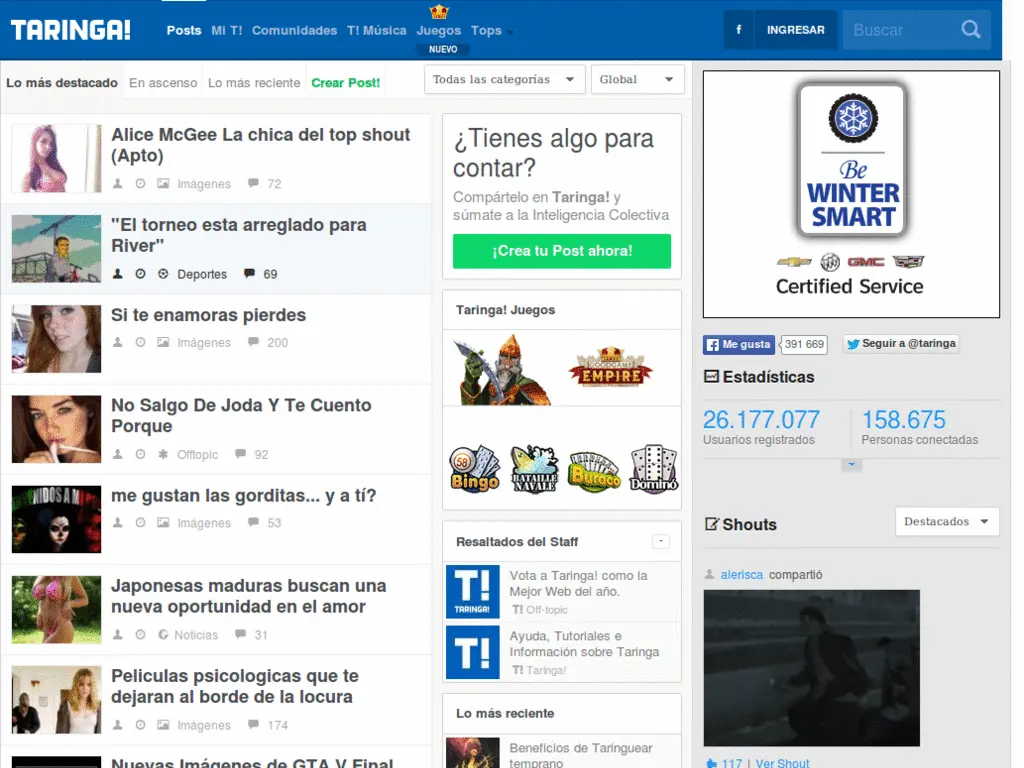 TARINGA!
Posts Mi T! Comunidades T! Música Juegos Tops
NUEVO
f INGRESAR
Buscar
Lo más destacado En ascenso Lo más reciente Crear Post!
Todas las categorías
Global
Alice McGee La chica del top shout
(Apto)
Imágenes 72
"El torneo esta arreglado para
River"
Deportes 69
Si te enamoras pierdes
Imágenes 200
No Salgo De Joda Y Te Cuento
Porque
Offtopic 92
me gustan las gorditas... y a tí?
Imágenes 53
Japonesas maduras buscan una
nueva oportunidad en el amor
Noticias 31
Peliculas psicologicas que te
dejaran al borde de la locura
Imágenes 174
Nuevas Imágenes de GTA V Final
¿Tienes algo para
contar?
Compártelo en Taringa! y
súmate a la Inteligencia Colectiva
¡Crea tu Post ahora!
Taringa! Juegos
GOODGAME
EMPIRE
58
Bingo
BATAILLE
NAVALE
Buraco
Dominó
Resaltados del Staff
-
T!
TARINGA!
Vota a Taringa! como la
Mejor Web del año.
T! Off-topic
T!
Ayuda, Tutoriales e
Información sobre Taringa
T! Taringa!
Lo más reciente
Beneficios de Taringuear
temprano
Be
WINTER
SMART
GMC
Certified Service
f Me gusta 391 669
Seguir a @taringa
Estadísticas
26.177.077
Usuarios registrados
158.675
Personas conectadas
Shouts
Destacados
alerisca compartió
117 | Ver Shout